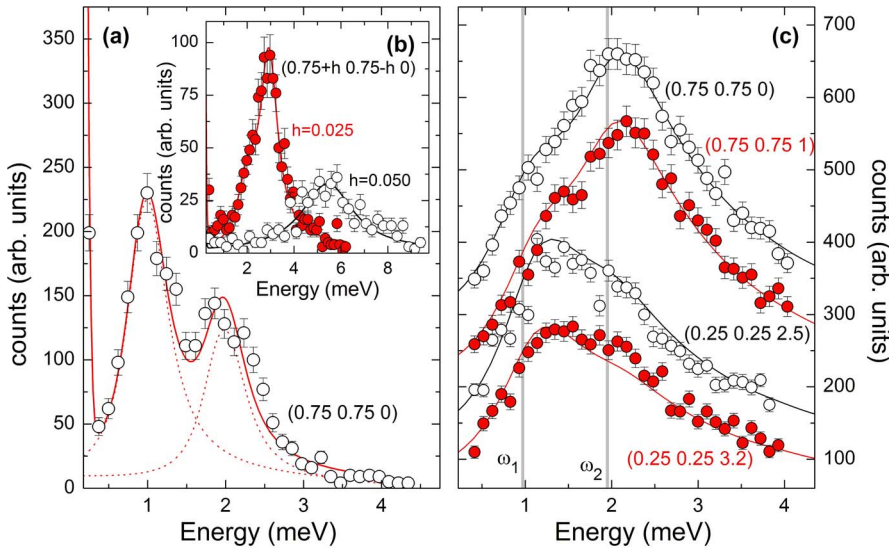 (a)
350
300
250
200
150
100
50
0
counts (arb. units)
1
2
3
4
Energy (meV)
(0.75 0.75 0)
(b)
100
75
50
25
0
counts (arb. units)
(0.75+h 0.75-h 0)
h=0.025
h=0.050
0
4
6
8
Energy (meV)
(c)
700
600
500
400
300
200
100
counts (arb. units)
(0.75 0.75 0)
(0.75 0.75 1)
(0.25 0.25 2.5)
(0.25 0.25 3.2)
ω1
ω2
1
2
3
4
Energy (meV)